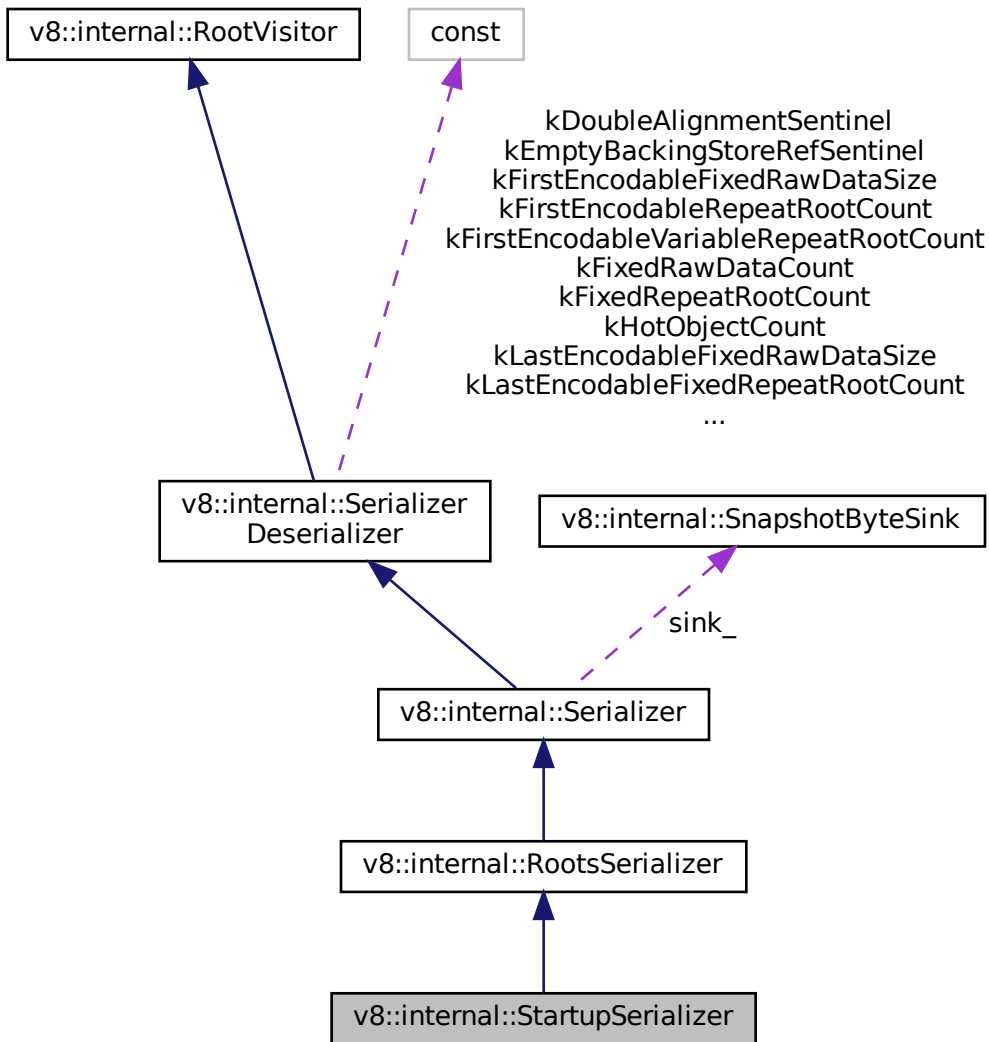 v8::internal::RootVisitor
const
kDoubleAlignmentSentinel
kEmptyBackingStoreRefSentinel
kFirstEncodableFixedRawDataSize
kFirstEncodableRepeatRootCount
kFirstEncodableVariableRepeatRootCount
kFixedRawDataCount
kFixedRepeatRootCount
kHotObjectCount
kLastEncodableFixedRawDataSize
kLastEncodableFixedRepeatRootCount
...
v8::internal::Serializer
Deserializer
v8::internal::SnapshotByteSink
sink_
v8::internal::Serializer
v8::internal::RootsSerializer
v8::internal::StartupSerializer